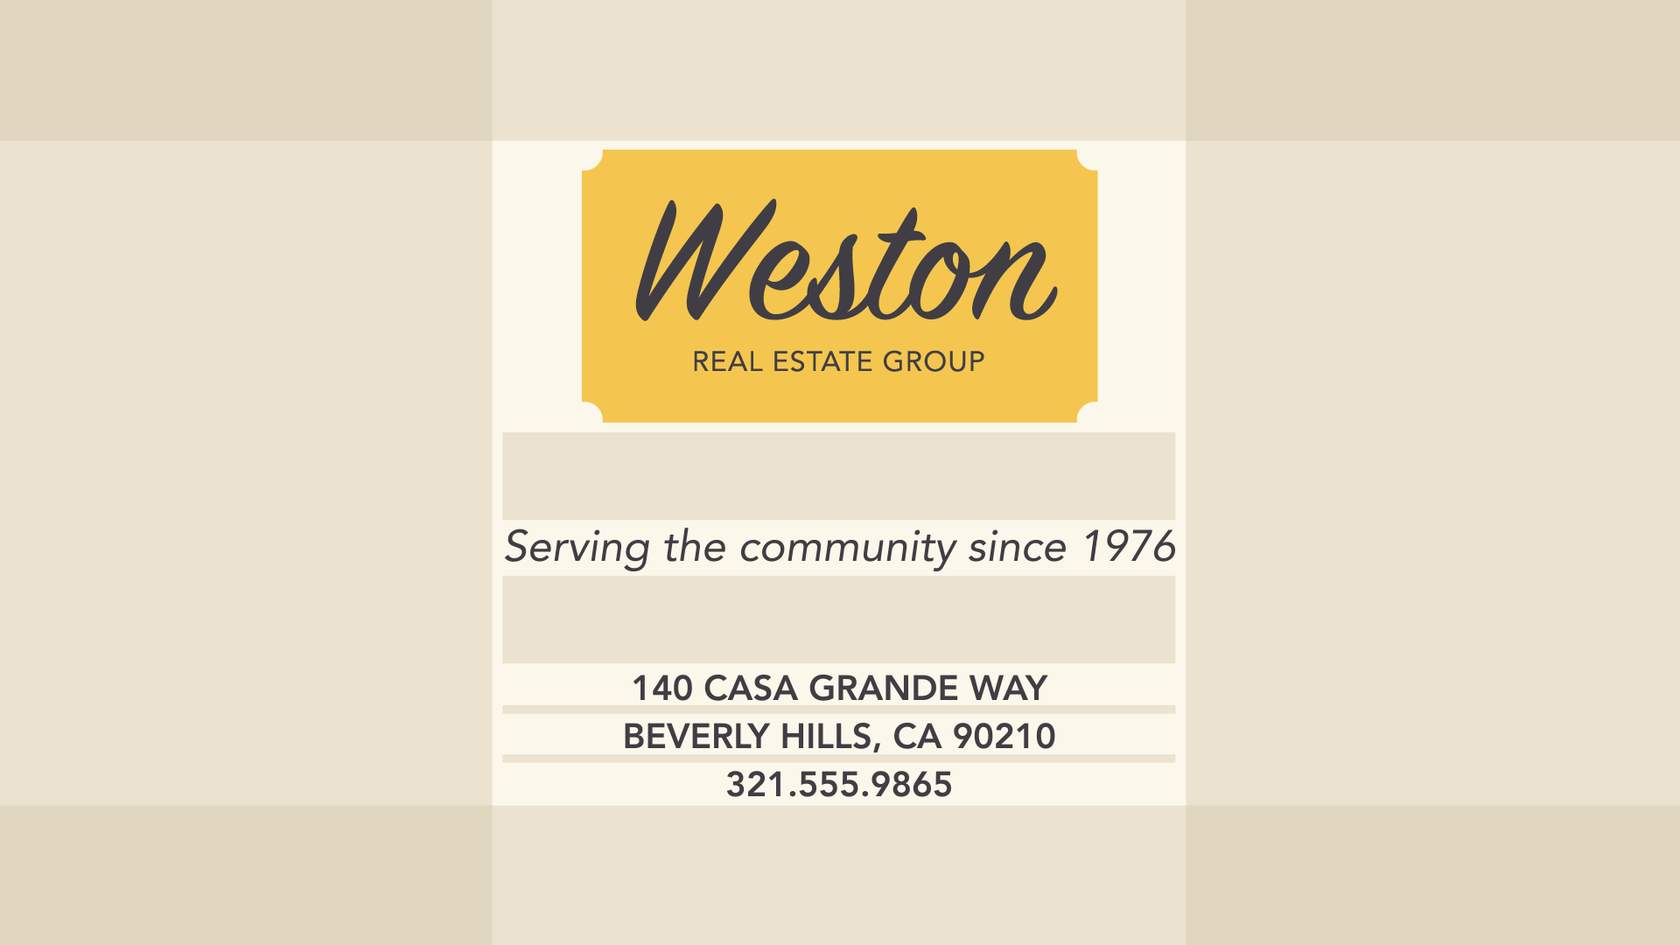 Weston
REAL ESTATE GROUP
Serving the community since 1976
140 CASA GRANDE WAY
BEVERLY HILLS, CA 90210
321.555.9865